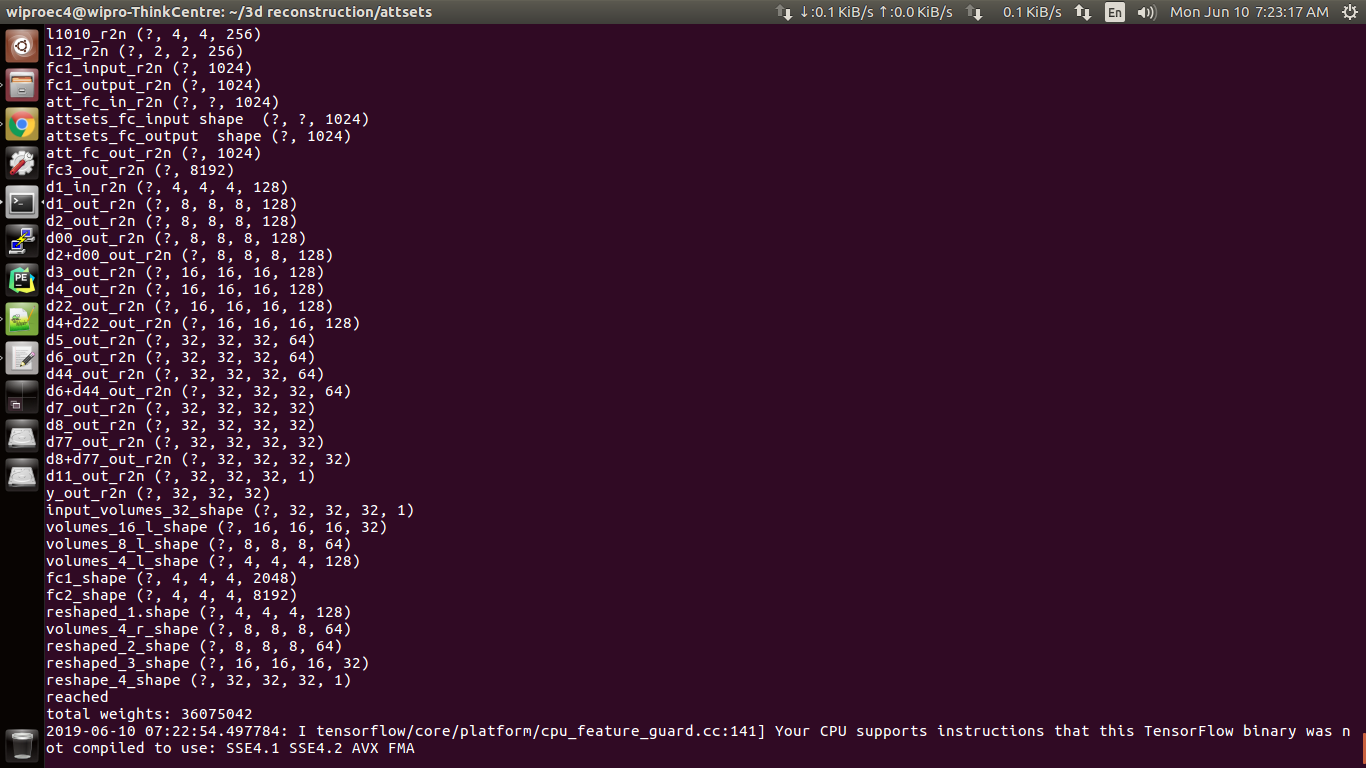 wiproec4@wipro-ThinkCentre: ~/3d reconstruction/attsets
↓:0.1 KiB/s ↑:0.0 KiB/s 0.1 KiB/s En Mon Jun 10 7:23:17 AM
l1010_r2n (?, 4, 4, 256)
l12_r2n (?, 2, 2, 256)
fc1_input_r2n (?, 1024)
fc1_output_r2n (?, 1024)
att_fc_in_r2n (?, ?, 1024)
attsets_fc_input shape  (?, ?, 1024)
attsets_fc_output  shape (?, 1024)
att_fc_out_r2n (?, 1024)
fc3_out_r2n (?, 8192)
d1_in_r2n (?, 4, 4, 4, 128)
d1_out_r2n (?, 8, 8, 8, 128)
d2_out_r2n (?, 8, 8, 8, 128)
d00_out_r2n (?, 8, 8, 8, 128)
d2+d00_out_r2n (?, 8, 8, 8, 128)
d3_out_r2n (?, 16, 16, 16, 128)
d4_out_r2n (?, 16, 16, 16, 128)
d22_out_r2n (?, 16, 16, 16, 128)
d4+d22_out_r2n (?, 16, 16, 16, 128)
d5_out_r2n (?, 32, 32, 32, 64)
d6_out_r2n (?, 32, 32, 32, 64)
d44_out_r2n (?, 32, 32, 32, 64)
d6+d44_out_r2n (?, 32, 32, 32, 64)
d7_out_r2n (?, 32, 32, 32, 32)
d8_out_r2n (?, 32, 32, 32, 32)
d77_out_r2n (?, 32, 32, 32, 32)
d8+d77_out_r2n (?, 32, 32, 32, 32)
d11_out_r2n (?, 32, 32, 32, 1)
y_out_r2n (?, 32, 32, 32)
input_volumes_32_shape (?, 32, 32, 32, 1)
volumes_16_l_shape (?, 16, 16, 16, 32)
volumes_8_l_shape (?, 8, 8, 8, 64)
volumes_4_l_shape (?, 4, 4, 4, 128)
fc1_shape (?, 4, 4, 4, 2048)
fc2_shape (?, 4, 4, 4, 8192)
reshaped_1.shape (?, 4, 4, 4, 128)
volumes_4_r_shape (?, 8, 8, 8, 64)
reshaped_2_shape (?, 8, 8, 8, 64)
reshaped_3_shape (?, 16, 16, 16, 32)
reshape_4_shape (?, 32, 32, 32, 1)
reached
total weights: 36075042
2019-06-10 07:22:54.497784: I tensorflow/core/platform/cpu_feature_guard.cc:141] Your CPU supports instructions that this TensorFlow binary was n
ot compiled to use: SSE4.1 SSE4.2 AVX FMA